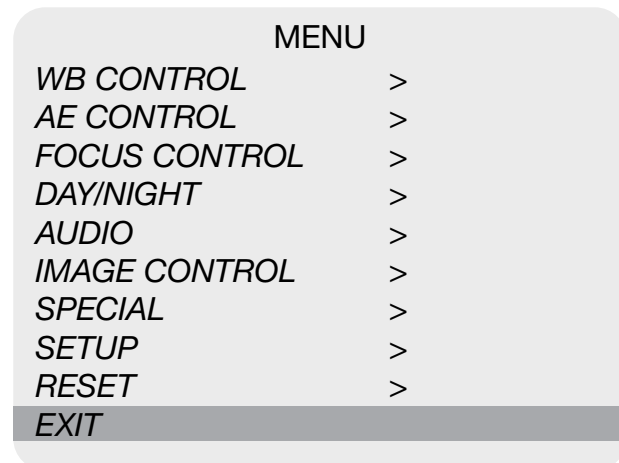 MENU
WB CONTROL >
AE CONTROL >
FOCUS CONTROL >
DAY/NIGHT >
AUDIO >
IMAGE CONTROL >
SPECIAL >
SETUP >
RESET >
EXIT